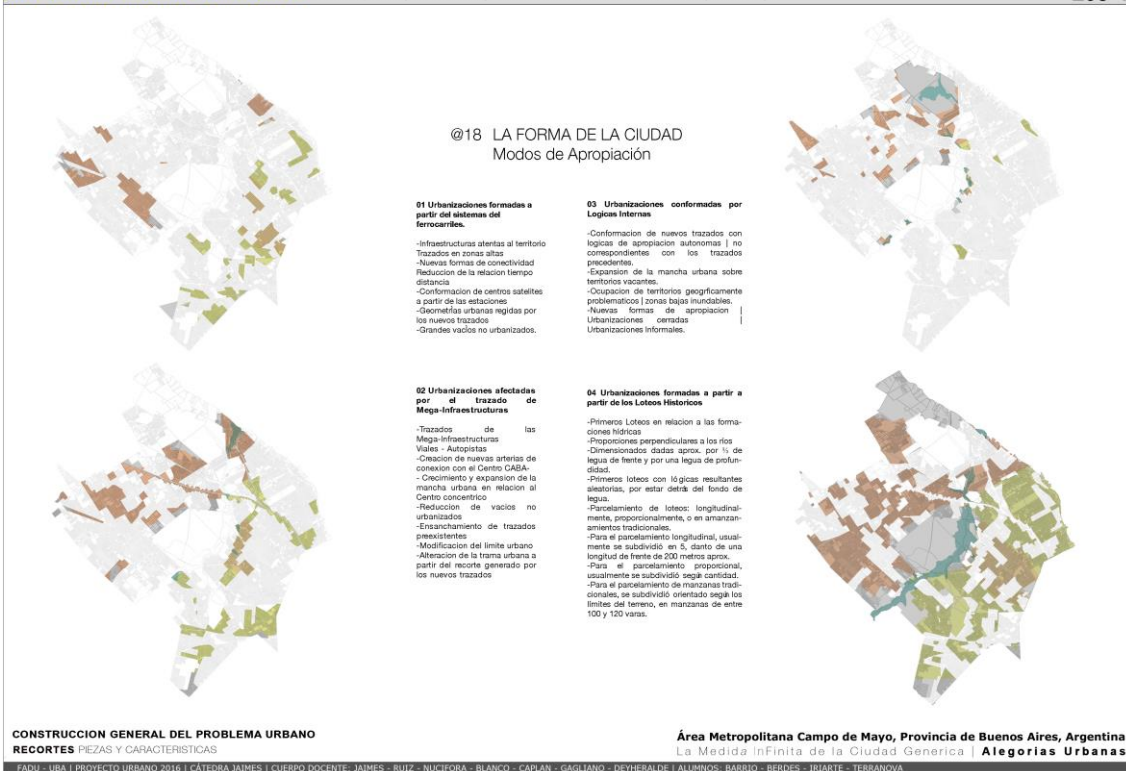 @18 LA FORMA DE LA CIUDAD
Modos de Apropiación
01 Urbanizaciones formadas a
partir del sistemas del
ferrocarriles.
-Infraestructuras atentas al territorio
Trazados en zonas altas
-Nuevas formas de conectividad
Reduccion de la relacion tiempo
distancia
-Conformacion de centros satelites
a partir de las estaciones
-Geometrías urbanas regidas por
los nuevos trazados
-Grandes vacíos no urbanizados.
02 Urbanizaciones afectadas
por el trazado de
Mega-Infraestructuras
-Trazados de las
Mega-Infraestructuras
Viales - Autopistas
-Creacion de nuevas arterias de
conexion con el Centro CABA-
- Crecimiento y expansion de la
mancha urbana en relacion al
Centro concentrico
-Reduccion de vacios no
urbanizados
-Ensanchamiento de trazados
preexistentes
-Modificacion del limite urbano
-Alteracion de la trama urbana a
partir del recorte generado por
los nuevos trazados
03 Urbanizaciones conformadas por
Logicas Internas
-Conformacion de nuevos trazados con
logicas de apropiacion autonomas | no
correspondientes con los trazados
precedentes.
-Expansion de la mancha urbana sobre
territorios vacantes.
-Ocupacion de territorios geogrficamente
problematicos | zonas bajas inundables.
-Nuevas formas de apropiacion |
Urbanizaciones cerradas |
Urbanizaciones Informales.
04 Urbanizaciones formadas a partir a
partir de los Loteos Historicos
-Primeros Loteos en relacion a las forma-
ciones hídricas
-Proporciones perpendiculares a los ríos
-Dimensionados dadas aprox. por ½ de
legua de frente y por una legua de profun-
didad.
-Primeros loteos con lógicas resultantes
aleatorias, por estar detrás del fondo de
legua.
-Parcelamiento de loteos: longitudinal-
mente, proporcionalmente, o en amanzan-
amientos tradicionales.
-Para el parcelamiento longitudinal, usual-
mente se subdividió en 5, danto de una
longitud de frente de 200 metros aprox.
-Para el parcelamiento proporcional,
usualmente se subdividió según cantidad.
-Para el parcelamiento de manzanas tradi-
cionales, se subdividió orientado según los
límites del terreno, en manzanas de entre
100 y 120 varas.
CONSTRUCCION GENERAL DEL PROBLEMA URBANO
RECORTES PIEZAS Y CARACTERISTICAS
Área Metropolitana Campo de Mayo, Provincia de Buenos Aires, Argentina
La Medida InFinita de la Ciudad Generica | Alegorias Urbanas
FADU - UBA | PROYECTO URBANO 2016 | CÁTEDRA JAIMES | CUERPO DOCENTE: JAIMES - RUIZ - NUCIFORA - BLANCO - CAPLAN - GAGLIANO - DEYHERALDE | ALUMNOS: BARRIO - BERDES - IRIARTE - TERRANOVA